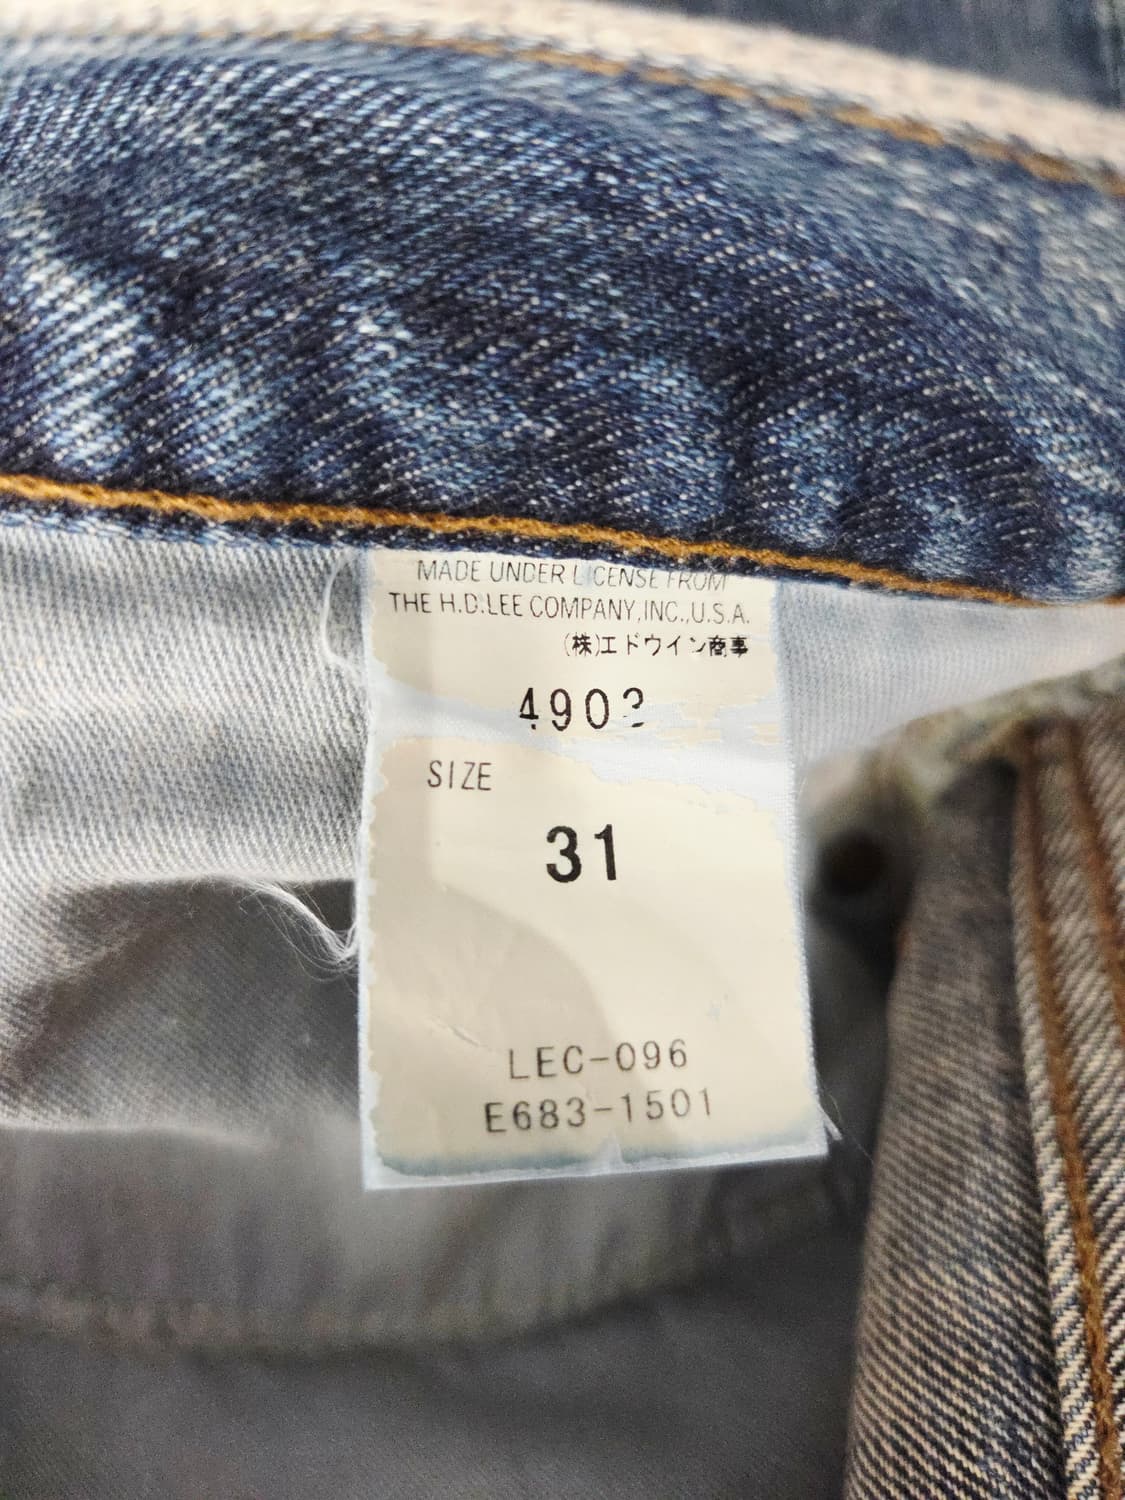 MADE UNDER LICENSE FROM
THE H.D.LEE COMPANY,INC.,U.S.A.
(株)エドウイン商事
SIZE
31
LEC-096
E683-1501